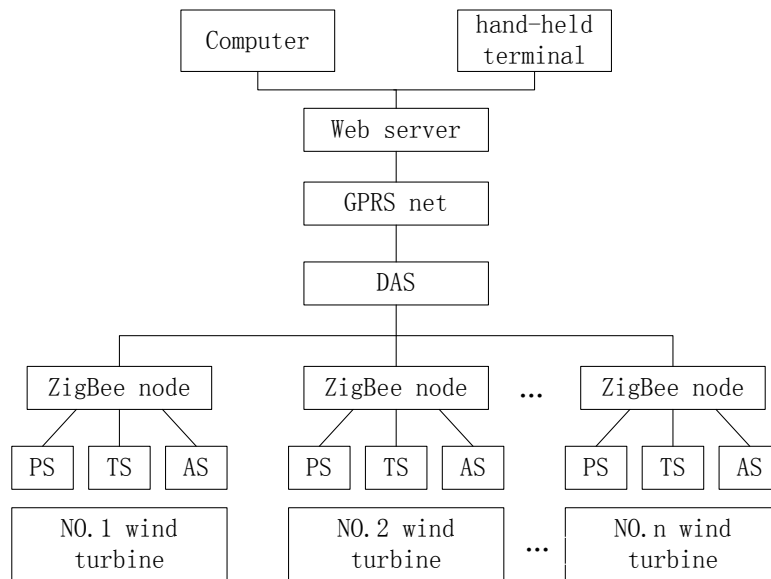 Computer
hand-held
terminal
Web server
GPRS net
DAS
ZigBee node
ZigBee node
...
ZigBee node
PS
TS
AS
PS
TS
AS
PS
TS
AS
NO.1 wind
turbine
NO.2 wind
turbine
...
NO.n wind
turbine